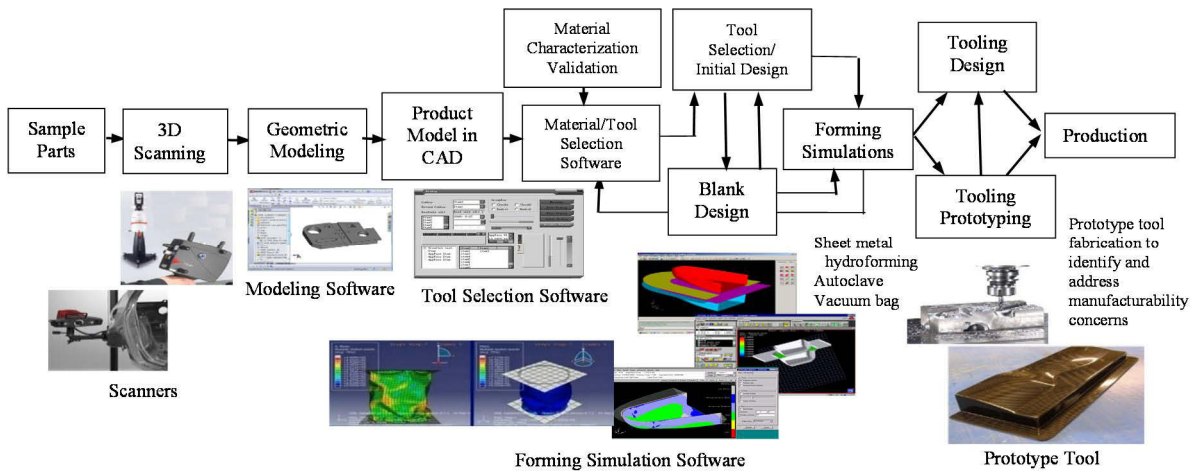 Material
Characterization
Validation
Tool
Selection/
Initial Design
Tooling
Design
Sample
Parts
3D
Scanning
Geometric
Modeling
Product
Model in
CAD
Material/Tool
Selection
Software
Forming
Simulations
Production
Blank
Design
Tooling
Prototyping
Modeling Software
Tool Selection Software
Sheet metal
hydroforming
Autoclave
Vacuum bag
Prototype tool
fabrication to
identify and
address
manufacturability
concerns
Scanners
Forming Simulation Software
Prototype Tool